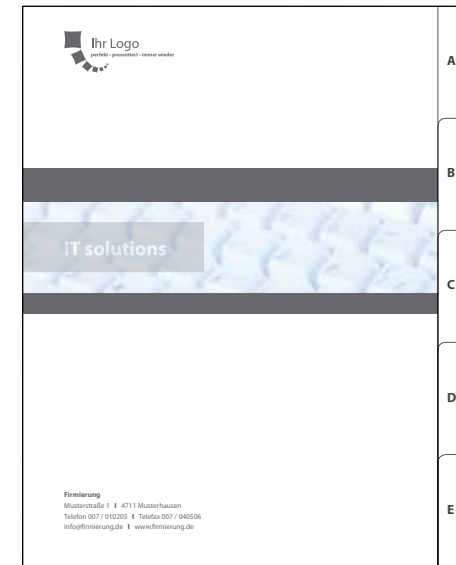 Ihr Logo
perfekt · presentiert · immer wieder
A
B
IT solutions
C
D
E
Firmierung
Musterstraße 1 I 4711 Musterhausen
Telefon 007 / 010203 I Telefax 007 / 040506
info@firmierung.de I www.firmierung.de